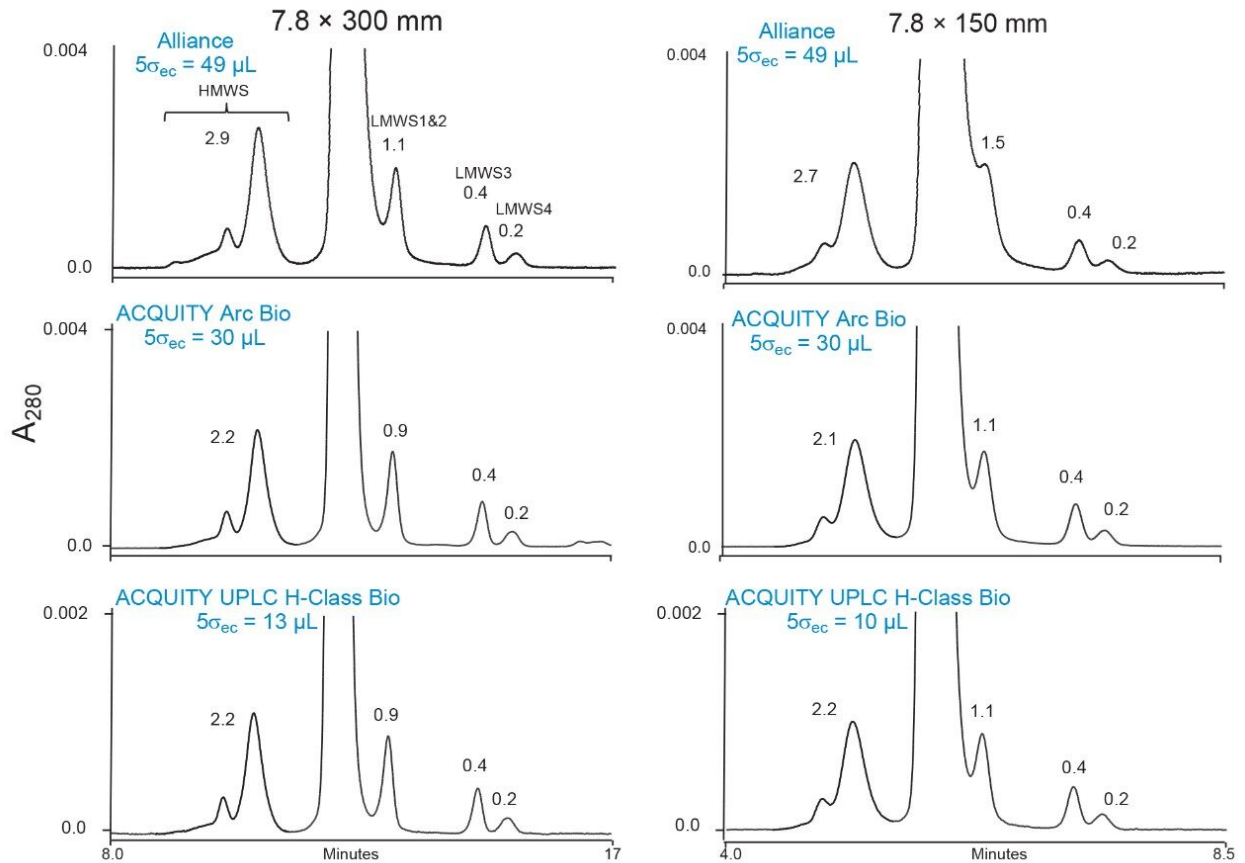 7.8 × 300 mm
Alliance
5σec = 49 µL
0.004
HMWS
2.9
LMWS1&2
1.1
LMWS3
0.4
LMWS4
0.2
0.0
7.8 × 150 mm
Alliance
5σec = 49 µL
0.004
1.5
2.7
0.4
0.2
0.0
A280
ACQUITY Arc Bio
5σec = 30 µL
0.004
2.2
0.9
0.4
0.2
0.0
ACQUITY Arc Bio
5σec = 30 µL
0.004
2.1
1.1
0.4
0.2
0.0
ACQUITY UPLC H-Class Bio
5σec = 13 µL
0.002
2.2
0.9
0.4
0.2
0.0
8.0 Minutes 17
ACQUITY UPLC H-Class Bio
5σec = 10 µL
0.002
2.2
1.1
0.4
0.2
0.0
4.0 Minutes 8.5